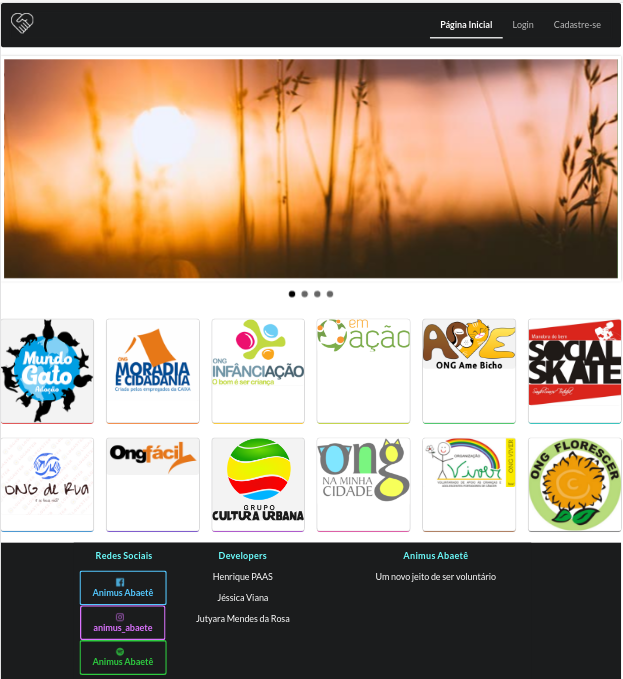 Página Inicial
Login
Cadastre-se
Mundo
Gato
Adoção
ONG
MORADIA
E CIDADANIA
Criada pelos empregados da CAIXA
ONG
INFÂNCIAÇÃO
O bom é ser criança
em
ação
AME
ONG Ame Bicho
SOCIAL
SKATE
ONG de Rua
Ongfácil
GRUPO
CULTURA URBANA
ong
NA MINHA
CIDADE
ORGANIZAÇÃO
Viver
ONG FLORESCER
Redes Sociais
Animus Abaetê
animus_abaete
Animus Abaetê
Developers
Henrique PAAS
Jéssica Viana
Jutyara Mendes da Rosa
Animus Abaetê
Um novo jeito de ser voluntário